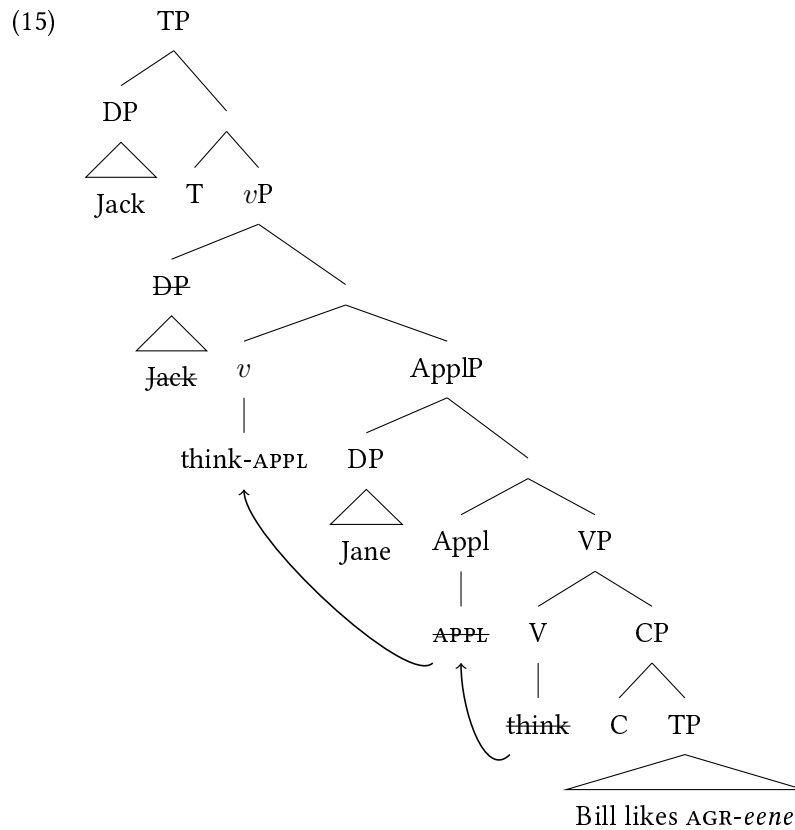 (15) TP
DP
Jack T vP
DP
Jack v ApplP
think-APPL DP
Jane Appl VP
APPL V CP
think C TP
Bill likes AGR-eene